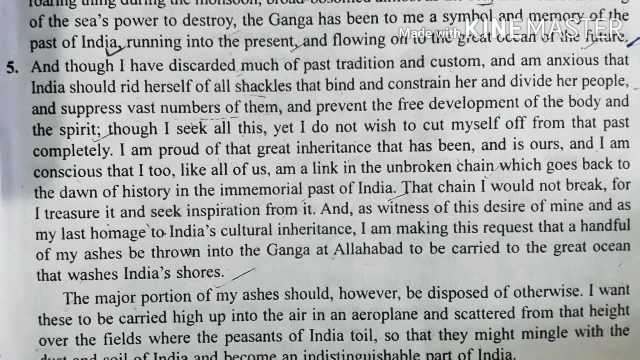 roaring thing during the monsoon, broad-bosomed almost as the
of the sea's power to destroy, the Ganga has been to me a symbol and memory of the
past of India, running into the present, and flowing on to the great ocean of the future.
Made with KINEMASTER
5. And though I have discarded much of past tradition and custom, and am anxious that
India should rid herself of all shackles that bind and constrain her and divide her people,
and suppress vast numbers of them, and prevent the free development of the body and
the spirit; though I seek all this, yet I do not wish to cut myself off from that past
completely. I am proud of that great inheritance that has been, and is ours, and I am
conscious that I too, like all of us, am a link in the unbroken chain which goes back to
the dawn of history in the immemorial past of India. That chain I would not break, for
I treasure it and seek inspiration from it. And, as witness of this desire of mine and as
my last homage to India's cultural inheritance, I am making this request that a handful
of my ashes be thrown into the Ganga at Allahabad to be carried to the great ocean
that washes India's shores.
The major portion of my ashes should, however, be disposed of otherwise. I want
these to be carried high up into the air in an aeroplane and scattered from that height
over the fields where the peasants of India toil, so that they might mingle with the
dust and soil of India and become an indistinguishable part of India.